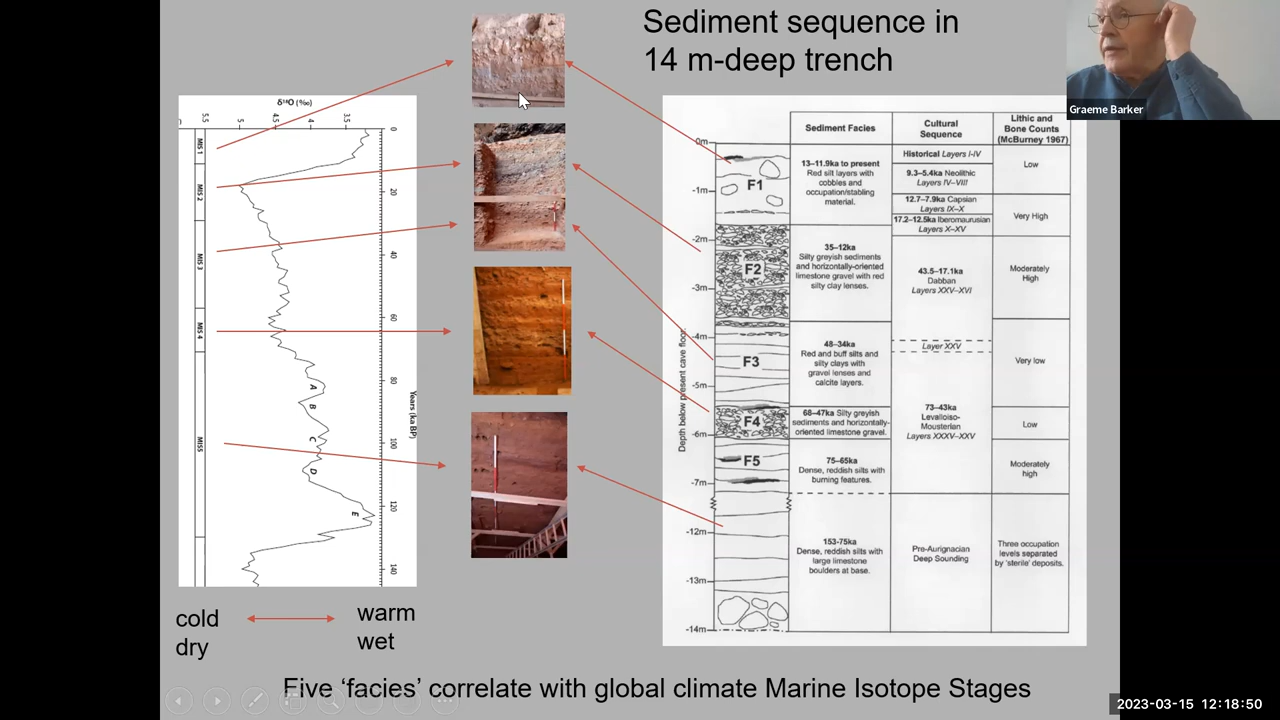 Sediment sequence in
14 m-deep trench
Graeme Barker
δ¹⁸O (‰)
5.5
5
4.5
4
3.5
MIS 1
MIS 2
MIS 3
MIS 4
MIS5
0
20
40
60
80
100
120
140
Years (ka BP)
A
B
C
D
E
cold
dry
warm
wet
Depth below present cave floor
0m
-1m
-2m
-3m
-4m
-5m
-6m
-7m
-12m
-13m
-14m
F1
F2
F3
F4
F5
Sediment Facies
13–11.9ka to present
Red silt layers with
cobbles and
occupation/stabling
material.
35–12ka
Silty greyish sediments
and horizontally-oriented
limestone gravel with red
silty clay lenses.
48–34ka
Red and buff silts and
silty clays with
gravel lenses and
calcite layers.
68–47ka Silty greyish
sediments and horizontally-
oriented limestone gravel.
75–65ka
Dense, reddish silts with
burning features.
153-75ka
Dense, reddish silts with
large limestone
boulders at base.
Cultural
Sequence
Historical Layers I-IV
9.3–5.4ka Neolithic
Layers IV–VIII
12.7–7.9ka Capsian
Layers IX–X
17.2–12.5ka Iberomaurusian
Layers X–XV
43.5–17.1ka
Dabban
Layers XXV–XVI
Layer XXV
73–43ka
Levalloiso-
Mousterian
Layers XXXV–XXV
Pre-Aurignacian
Deep Sounding
Lithic and
Bone Counts
(McBurney 1967)
Low
Very High
Moderately
High
Very low
Low
Moderately
high
Three occupation
levels separated
by 'sterile' deposits.
Five ‘facies’ correlate with global climate Marine Isotope Stages
2023-03-15 12:18:50